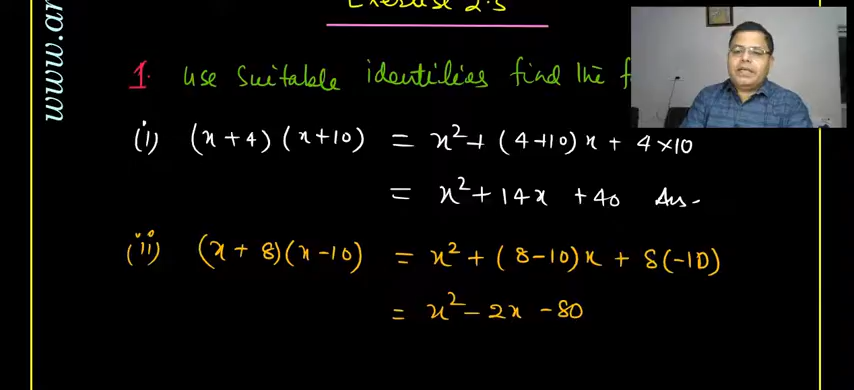 Exercise 2.5
www.an
1. Use Suitable identities find the f
(i) (x+4) (x+10) = x² + (4+10)x + 4×10
= x² + 14x + 40 Ans-
(ii) (x+8)(x-10) = x² + (8-10)x + 8(-10)
= x² - 2x - 80